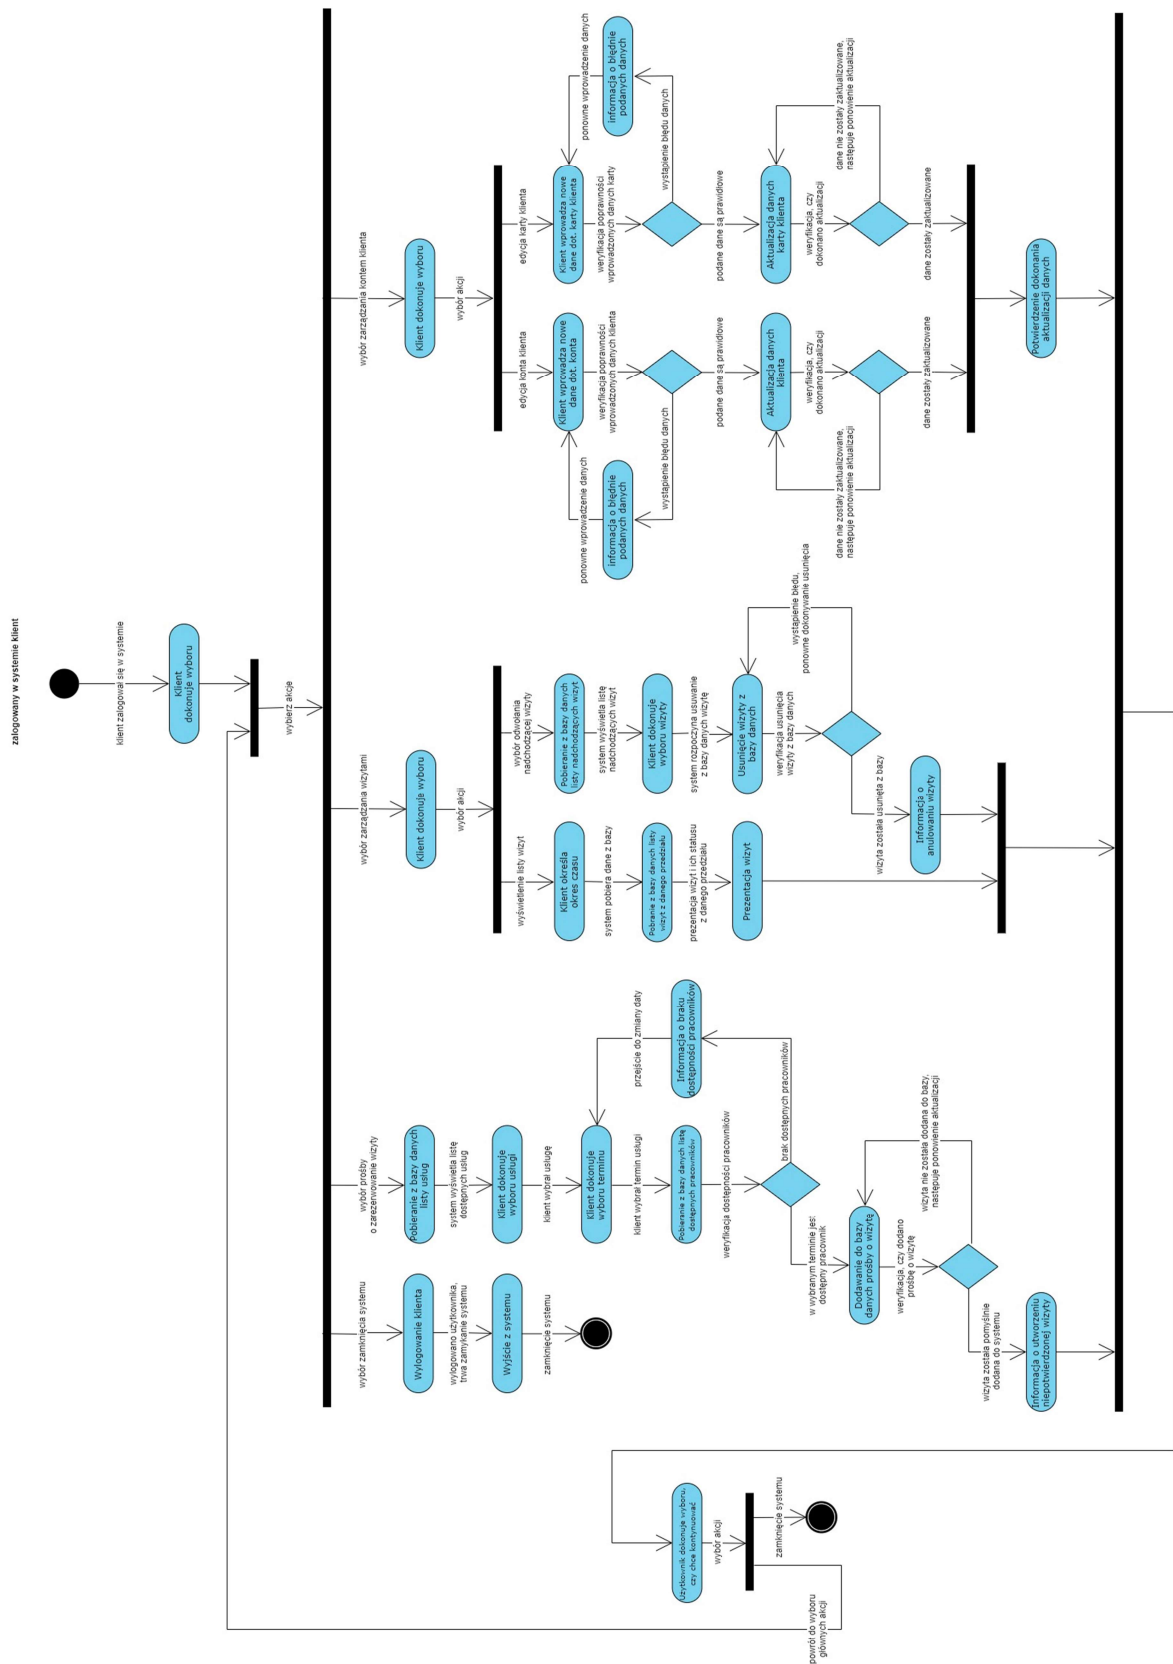 zalogowany w systemie klient
klient zalogował się w systemie
Klient
dokonuje wyboru
wybierz akcje
wybór zamknięcia systemu
Wylogowanie klienta
wylogowano użytkownika,
trwa zamykanie systemu
Wyjście z systemu
zamknięcie systemu
wybór prośby
o zarezerwowanie wizyty
Pobieranie z bazy danych
listy usług
system wyświetla listę
dostępnych usług
Klient dokonuje
wyboru usługi
klient wybrał usługę
Klient dokonuje
wyboru terminu
klient wybrał termin usługi
Pobieranie z bazy danych listę
dostępnych pracowników
weryfikacja dostępności pracowników
brak dostępnych pracowników
Informacja o braku
dostępności pracowników
przejście do zmiany daty
w wybranym terminie jest
dostępny pracownik
Dodawanie do bazy
danych prośby o wizytę
weryfikacja, czy dodano
prośbę o wizytę
wizyta nie została dodana do bazy,
następuje ponowienie aktualizacji
wizyta została pomyślnie
dodana do systemu
Informacja o utworzeniu
niepotwierdzonej wizyty
wybór zarządzania wizytami
Klient dokonuje wyboru
wybór akcji
wyświetlenie listy wizyt
Klient określa
okres czasu
system pobiera dane z bazy
Pobranie z bazy danych listy
wizyt z danego przedziału
prezentacja wizyt i ich statusu
z danego przedziału
Prezentacja wizyt
wybór odwołania
nadchodzącej wizyty
Pobieranie z bazy danych
listy nadchodzących wizyt
system wyświetla listę
nadchodzących wizyt
Klient dokonuje
wyboru wizyty
system rozpoczyna usuwanie
z bazy danych wizytę
Usunięcie wizyty z
bazy danych
weryfikacja usunięcia
wizyty z bazy danych
wystąpienie błedu,
ponowne dokonywanie usunięcia
wizyta została usunięta z bazy
Informacja o
anulowaniu wizyty
wybór zarządzania kontem klienta
Klient dokonuje wyboru
wybór akcji
edycja konta klienta
Klient wprowadza nowe
dane dot. konta
weryfikacja poprawności
wprowadzonych danych klienta
wystąpienie błędu danych
informacja o błędnie
podanych danych
ponowne wprowadzenie danych
podane dane są prawidłowe
Aktualizacja danych
klienta
weryfikacja, czy
dokonano aktualizacji
dane nie zostały zaktualizowane,
następuje ponowienie aktualizacji
dane zostały zaktualizowane
edycja karty klienta
Klient wprowadza nowe
dane dot. karty klienta
weryfikacja poprawności
wprowadzonych danych karty
wystąpienie błędu danych
informacja o błędnie
podanych danych
ponowne wprowadzenie danych
podane dane są prawidłowe
Aktualizacja danych
karty klienta
weryfikacja, czy
dokonano aktualizacji
dane nie zostały zaktualizowane,
następuje ponowienie aktualizacji
dane zostały zaktualizowane
Potwierdzenie dokonania
aktualizacji danych
Użytkownik dokonuje wyboru,
czy chce kontynuować
wybór akcji
zamknięcie systemu
powrót do wyboru
głównych akcji